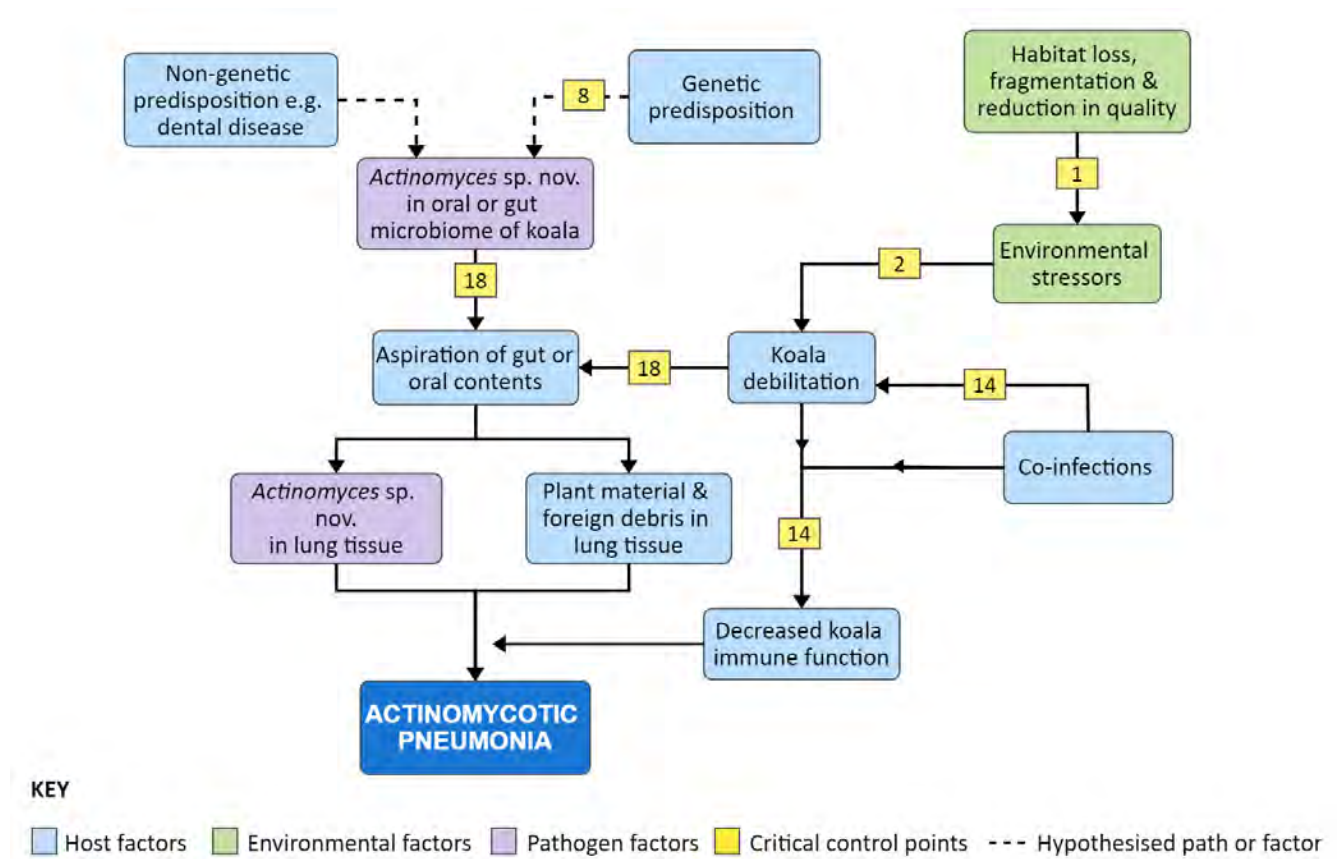 Non-genetic
predisposition e.g.
dental disease
8
Genetic
predisposition
Habitat loss,
fragmentation &
reduction in quality
1
Actinomyces sp. nov.
in oral or gut
microbiome of koala
Environmental
stressors
2
18
Aspiration of gut or
oral contents
18
Koala
debilitation
14
Co-infections
Actinomyces sp.
nov.
in lung tissue
Plant material &
foreign debris in
lung tissue
14
Decreased koala
immune function
ACTINOMYCOTIC
PNEUMONIA
KEY
Host factors
Environmental factors
Pathogen factors
Critical control points
Hypothesised path or factor